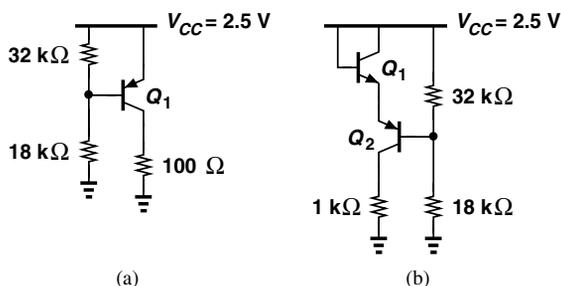 V_CC = 2.5 V
32 kΩ
Q_1
18 kΩ
100 Ω
(a)
V_CC = 2.5 V
Q_1
32 kΩ
Q_2
1 kΩ
18 kΩ
(b)